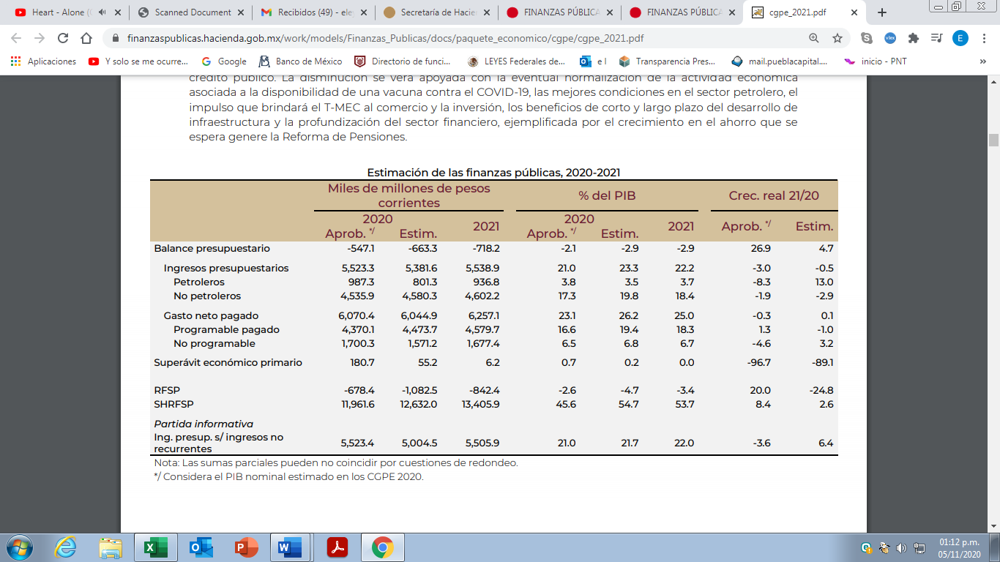 Heart - Alone (
Scanned Document
Recibidos (49) - ele
Secretaría de Hacie
FINANZAS PÚBLICA
FINANZAS PÚBLICA
cgpe_2021.pdf
finanzaspublicas.hacienda.gob.mx/work/models/Finanzas_Publicas/docs/paquete_economico/cgpe/cgpe_2021.pdf
E
Aplicaciones
Y solo se me ocurre...
Google
Banco de México
Directorio de funci...
LEYES Federales de...
e l
Transparencia Pres...
mail.pueblacapital....
inicio - PNT
»
crédito público. La disminución se verá apoyada con la eventual normalización de la actividad económica
asociada a la disponibilidad de una vacuna contra el COVID-19, las mejores condiciones en el sector petrolero, el
impulso que brindará el T-MEC al comercio y la inversión, los beneficios de corto y largo plazo del desarrollo de
infraestructura y la profundización del sector financiero, ejemplificada por el crecimiento en el ahorro que se
espera genere la Reforma de Pensiones.
Estimación de las finanzas públicas, 2020-2021
Miles de millones de pesos corrientes % del PIB Crec. real 21/20
2020 2021 2020 2021 Aprob. */ Estim.
Aprob. */ Estim. Aprob. */ Estim.
Balance presupuestario -547.1 -663.3 -718.2 -2.1 -2.9 -2.9 26.9 4.7
Ingresos presupuestarios 5,523.3 5,381.6 5,538.9 21.0 23.3 22.2 -3.0 -0.5
Petroleros 987.3 801.3 936.8 3.8 3.5 3.7 -8.3 13.0
No petroleros 4,535.9 4,580.3 4,602.2 17.3 19.8 18.4 -1.9 -2.9
Gasto neto pagado 6,070.4 6,044.9 6,257.1 23.1 26.2 25.0 -0.3 0.1
Programable pagado 4,370.1 4,473.7 4,579.7 16.6 19.4 18.3 1.3 -1.0
No programable 1,700.3 1,571.2 1,677.4 6.5 6.8 6.7 -4.6 3.2
Superávit económico primario 180.7 55.2 6.2 0.7 0.2 0.0 -96.7 -89.1
RFSP -678.4 -1,082.5 -842.4 -2.6 -4.7 -3.4 20.0 -24.8
SHRFSP 11,961.6 12,632.0 13,405.9 45.6 54.7 53.7 8.4 2.6
Partida informativa
Ing. presup. s/ ingresos no
recurrentes 5,523.4 5,004.5 5,505.9 21.0 21.7 22.0 -3.6 6.4
Nota: Las sumas parciales pueden no coincidir por cuestiones de redondeo.
*/ Considera el PIB nominal estimado en los CGPE 2020.
01:12 p.m.
05/11/2020